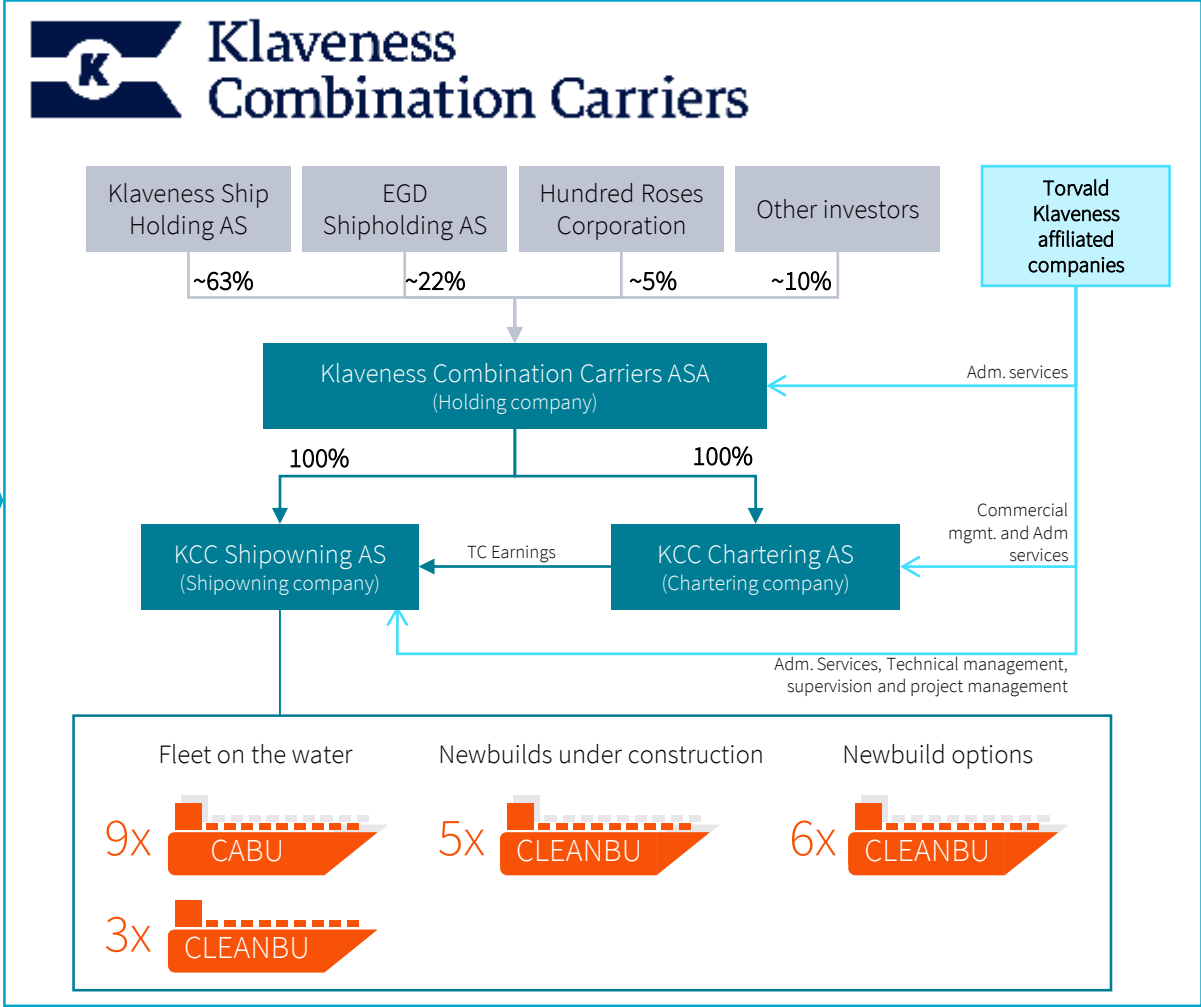 K
Klaveness
Combination Carriers
Klaveness Ship
Holding AS
EGD
Shipholding AS
Hundred Roses
Corporation
Other investors
Torvald
Klaveness
affiliated
companies
~63%
~22%
~5%
~10%
Klaveness Combination Carriers ASA
(Holding company)
Adm. services
100%
100%
KCC Shipowning AS
(Shipowning company)
TC Earnings
KCC Chartering AS
(Chartering company)
Commercial
mgmt. and Adm
services
Adm. Services, Technical management,
supervision and project management
Fleet on the water
Newbuilds under construction
Newbuild options
9x
CABU
5x
CLEANBU
6x
CLEANBU
3x
CLEANBU